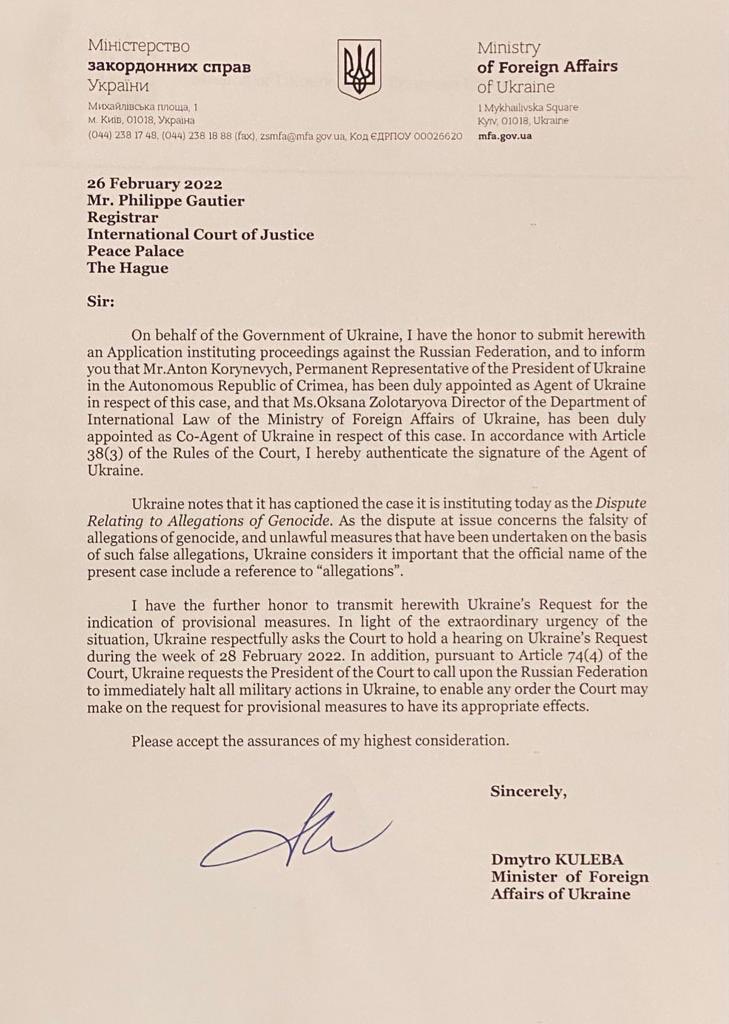 Міністерство
закордонних справ
України
Михайлівська площа, 1
м. Київ, 01018, Україна
(044) 238 17 48, (044) 238 18 88 (fax), zsmfa@mfa.gov.ua, Код ЄДРПОУ 00026620
Ministry
of Foreign Affairs
of Ukraine
1 Mykhailivska Square
Kyiv, 01018, Ukraine
mfa.gov.ua
26 February 2022
Mr. Philippe Gautier
Registrar
International Court of Justice
Peace Palace
The Hague
Sir:
On behalf of the Government of Ukraine, I have the honor to submit herewith
an Application instituting proceedings against the Russian Federation, and to inform
you that Mr.Anton Korynevych, Permanent Representative of the President of Ukraine
in the Autonomous Republic of Crimea, has been duly appointed as Agent of Ukraine
in respect of this case, and that Ms.Oksana Zolotaryova Director of the Department of
International Law of the Ministry of Foreign Affairs of Ukraine, has been duly
appointed as Co-Agent of Ukraine in respect of this case. In accordance with Article
38(3) of the Rules of the Court, I hereby authenticate the signature of the Agent of
Ukraine.
Ukraine notes that it has captioned the case it is instituting today as the Dispute
Relating to Allegations of Genocide. As the dispute at issue concerns the falsity of
allegations of genocide, and unlawful measures that have been undertaken on the basis
of such false allegations, Ukraine considers it important that the official name of the
present case include a reference to “allegations”.
I have the further honor to transmit herewith Ukraine’s Request for the
indication of provisional measures. In light of the extraordinary urgency of the
situation, Ukraine respectfully asks the Court to hold a hearing on Ukraine’s Request
during the week of 28 February 2022. In addition, pursuant to Article 74(4) of the
Court, Ukraine requests the President of the Court to call upon the Russian Federation
to immediately halt all military actions in Ukraine, to enable any order the Court may
make on the request for provisional measures to have its appropriate effects.
Please accept the assurances of my highest consideration.
Sincerely,
Dmytro KULEBA
Minister of Foreign
Affairs of Ukraine